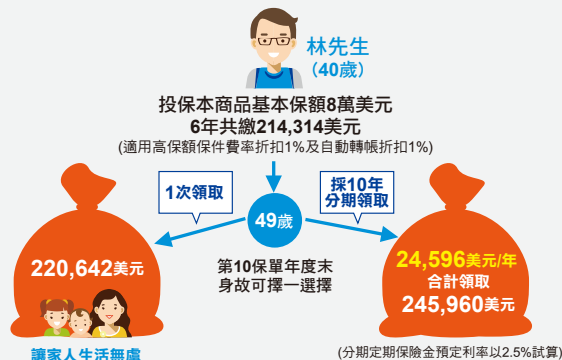 林先生
(40歲)
投保本商品基本保額8萬美元
6年共繳214,314美元
(適用高保額保件費率折扣1%及自動轉帳折扣1%)
1次領取
採10年
分期領取
49歲
220,642美元
第10保單年度末
身故可擇一選擇
24,596美元/年
合計領取
245,960美元
讓家人生活無慮
(分期定期保險金預定利率以2.5%試算)